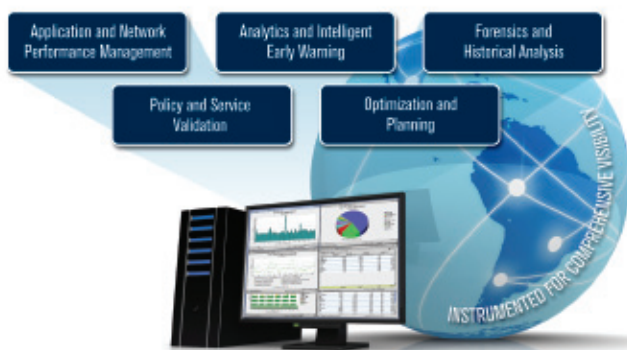 Application and Network
Performance Management
Analytics and Intelligent
Early Warning
Forensics and
Historical Analysis
Policy and Service
Validation
Optimization and
Planning
INSTRUMENTED FOR COMPREHENSIVE VISIBILITY